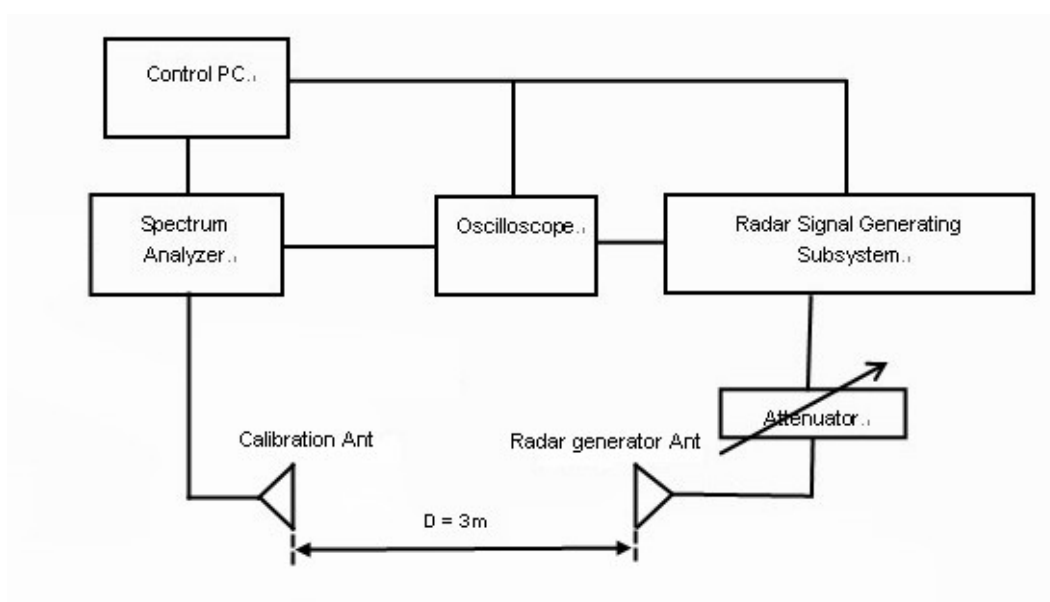 Control PC.
Spectrum
Analyzer.
Oscilloscope.
Radar Signal Generating
Subsystem.
Attenuator.
Calibration Ant
Radar generator Ant
D = 3m